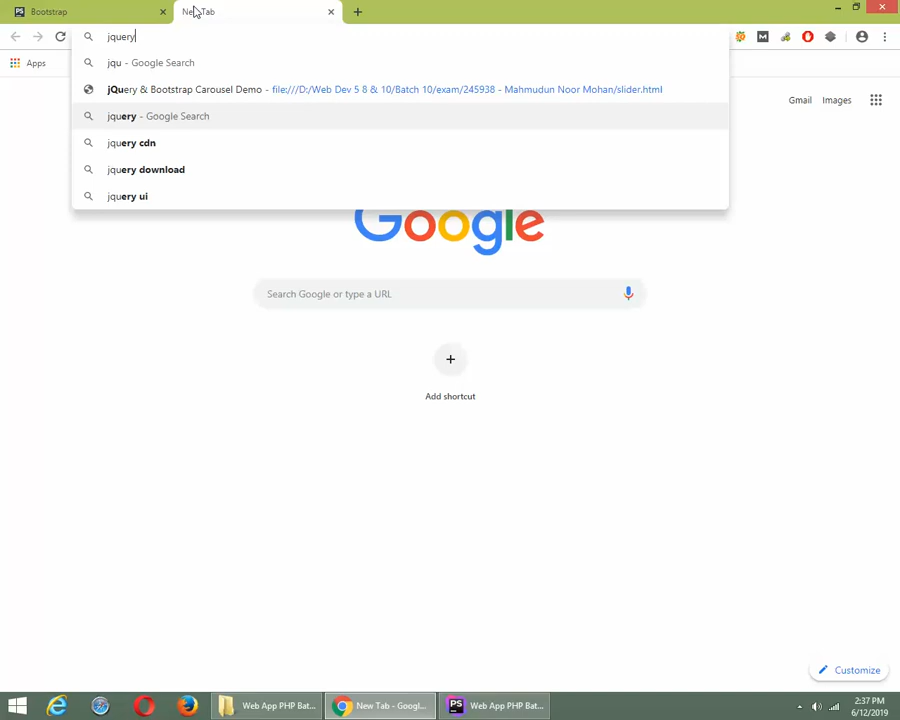 Bootstrap
New Tab
jquery
jqu - Google Search
jQuery & Bootstrap Carousel Demo - file:///D:/Web Dev 5 8 & 10/Batch 10/exam/245938 - Mahmudun Noor Mohan/slider.html
jquery - Google Search
jquery cdn
jquery download
jquery ui
Apps
Gmail Images
Google
Search Google or type a URL
Add shortcut
Customize
Web App PHP Bat...
New Tab - Googl...
PS Web App PHP Bat...
2:37 PM
6/12/2019